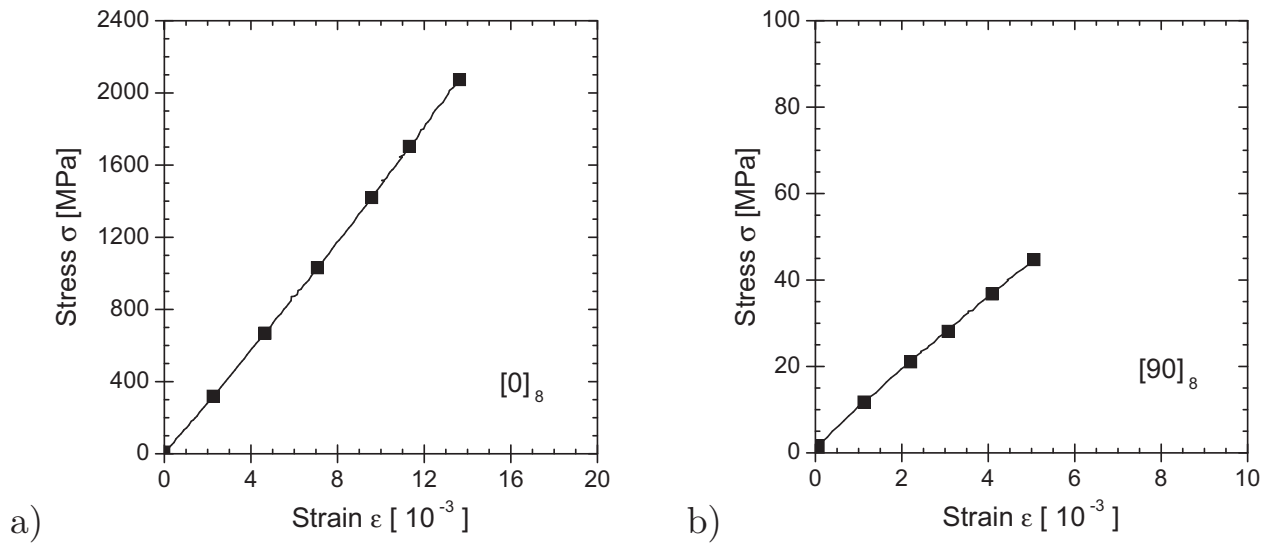 2400
2000
1600
1200
800
400
0
Stress σ [MPa]
[0]8
0 4 8 12 16 20
Strain ε [ 10-3 ]
a)
100
80
60
40
20
0
Stress σ [MPa]
[90]8
0 2 4 6 8 10
Strain ε [ 10-3 ]
b)